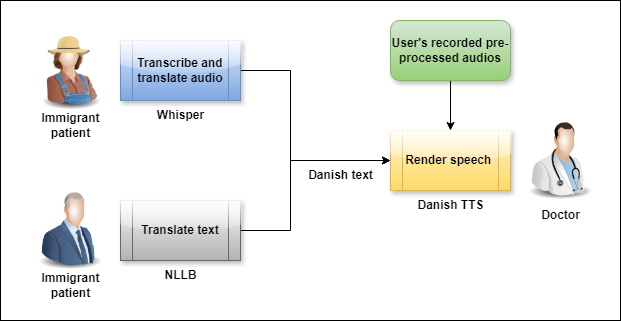 User's recorded pre-
processed audios
Transcribe and
translate audio
Whisper
Immigrant
patient
Render speech
Danish text
Danish TTS
Doctor
Translate text
NLLB
Immigrant
patient